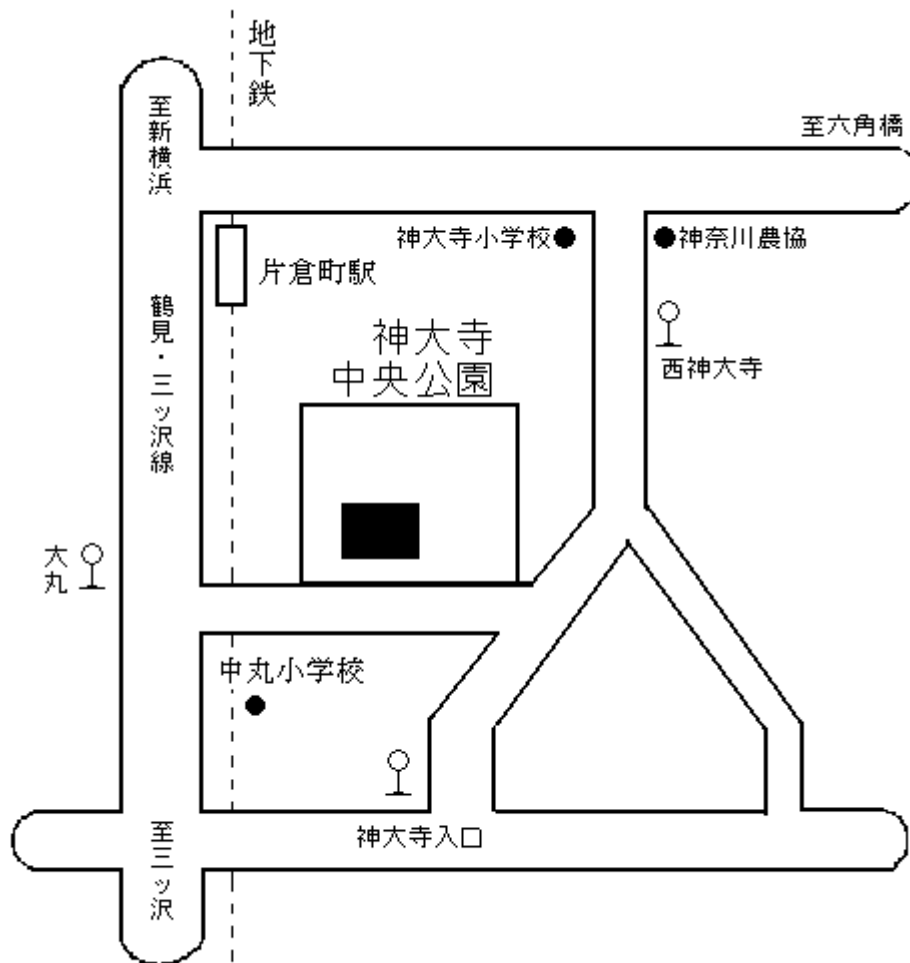 地下鉄
至新横浜
至六角橋
神大寺小学校
神奈川農協
片倉町駅
鶴見・三ッ沢線
神大寺
中央公園
西神大寺
大丸
中丸小学校
神大寺入口
至三ッ沢